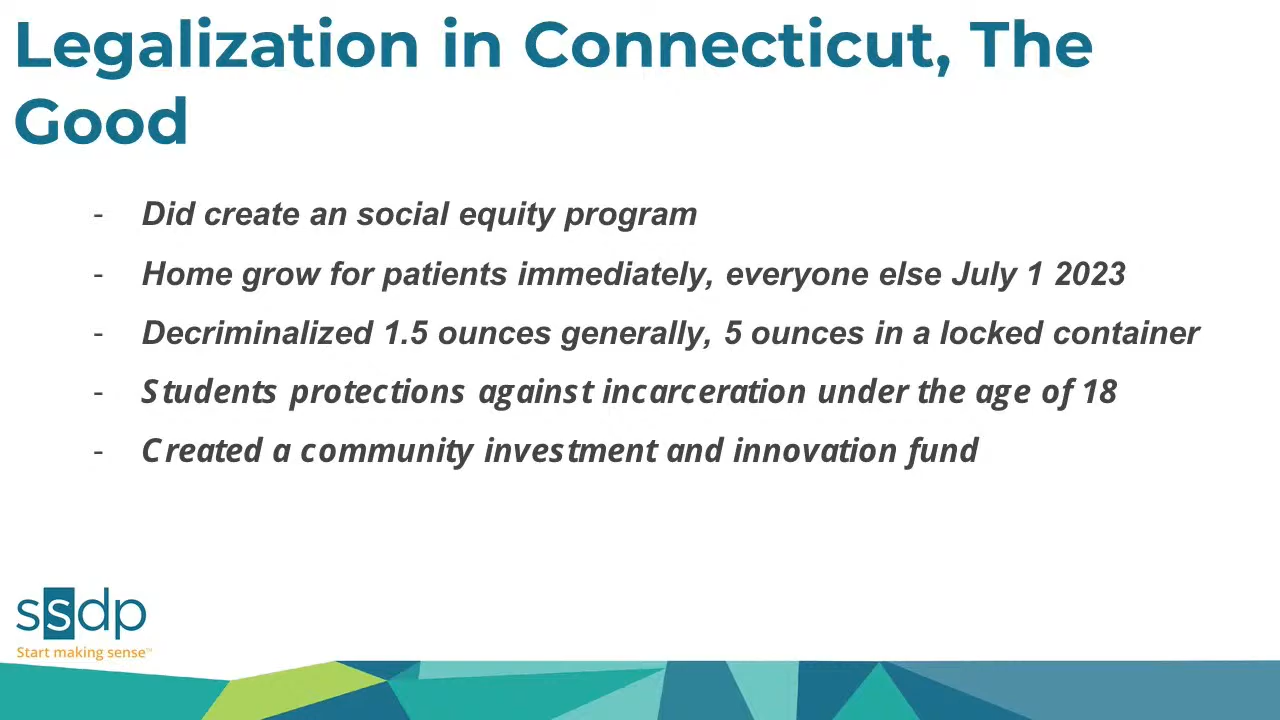 Legalization in Connecticut, The
Good
- Did create an social equity program
- Home grow for patients immediately, everyone else July 1 2023
- Decriminalized 1.5 ounces generally, 5 ounces in a locked container
- Students protections against incarceration under the age of 18
- Created a community investment and innovation fund
ssdp
Start making sense™